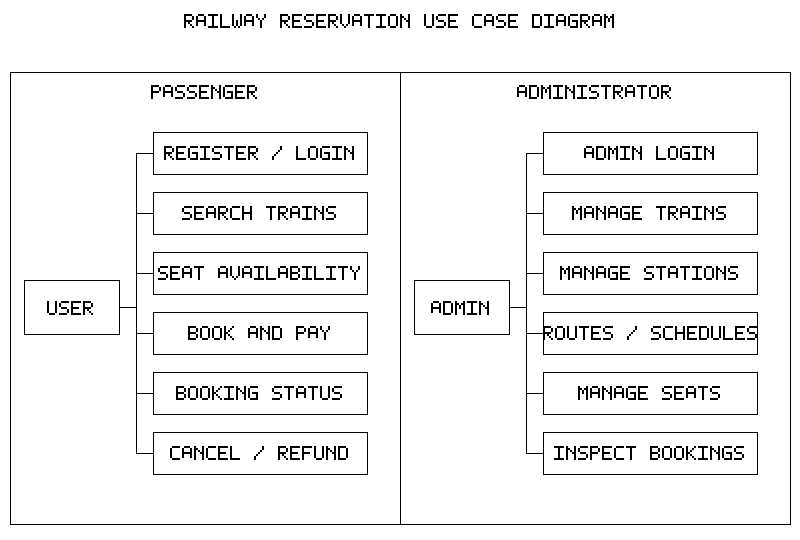 RAILWAY RESERVATION USE CASE DIAGRAM
PASSENGER
REGISTER / LOGIN
SEARCH TRAINS
SEAT AVAILABILITY
USER
BOOK AND PAY
BOOKING STATUS
CANCEL / REFUND
ADMINISTRATOR
ADMIN LOGIN
MANAGE TRAINS
MANAGE STATIONS
ADMIN
ROUTES / SCHEDULES
MANAGE SEATS
INSPECT BOOKINGS